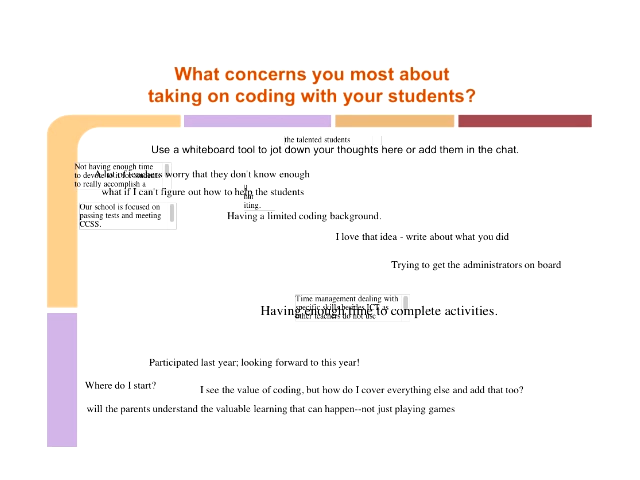 What concerns you most about
taking on coding with your students?
the talented students
Use a whiteboard tool to jot down your thoughts here or add them in the chat.
Not having enough time
to really accomplish a
worry that they don't know enough
what if I can't figure out how to help the students
iting.
Our school is focused on
passing tests and meeting
CCSS.
Having a limited coding background.
I love that idea - write about what you did
Trying to get the administrators on board
Time management dealing with
Having enough time to complete activities.
Participated last year; looking forward to this year!
Where do I start?
I see the value of coding, but how do I cover everything else and add that too?
will the parents understand the valuable learning that can happen--not just playing games